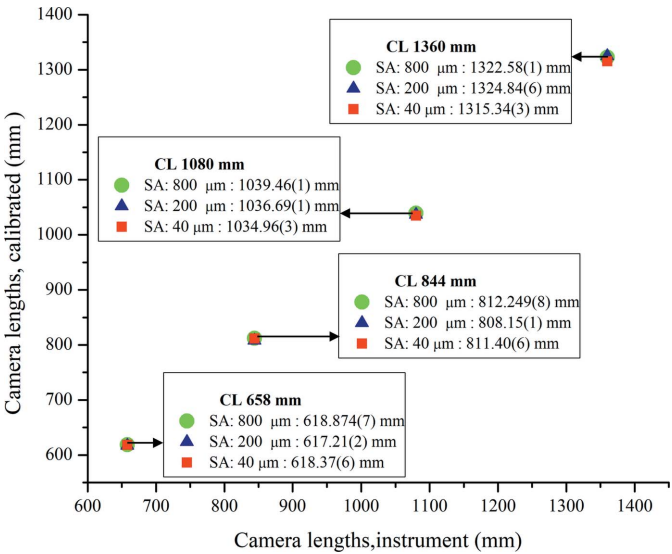 Camera lengths, calibrated (mm )
1400
1300
1200
1100
1000
900
800
700
600
CL 1360 mm
SA: 800 μm : 1322.58(1) mm
SA: 200 μm : 1324.84(6) mm
SA: 40 μm : 1315.34(3) mm
CL 1080 mm
SA: 800 μm : 1039.46(1) mm
SA: 200 μm : 1036.69(1) mm
SA: 40 μm : 1034.96(3) mm
CL 844 mm
SA: 800 μm : 812.249(8) mm
SA: 200 μm : 808.15(1) mm
SA: 40 μm : 811.40(6) mm
CL 658 mm
SA: 800 μm : 618.874(7) mm
SA: 200 μm : 617.21(2) mm
SA: 40 μm : 618.37(6) mm
600 700 800 900 1000 1100 1200 1300 1400
Camera lengths,instrument (mm)